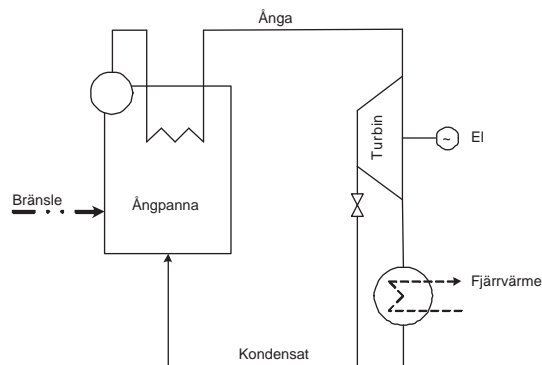 Ånga
Turbin
~
El
Bränsle
Ångpanna
Fjärrvärme
Kondensat